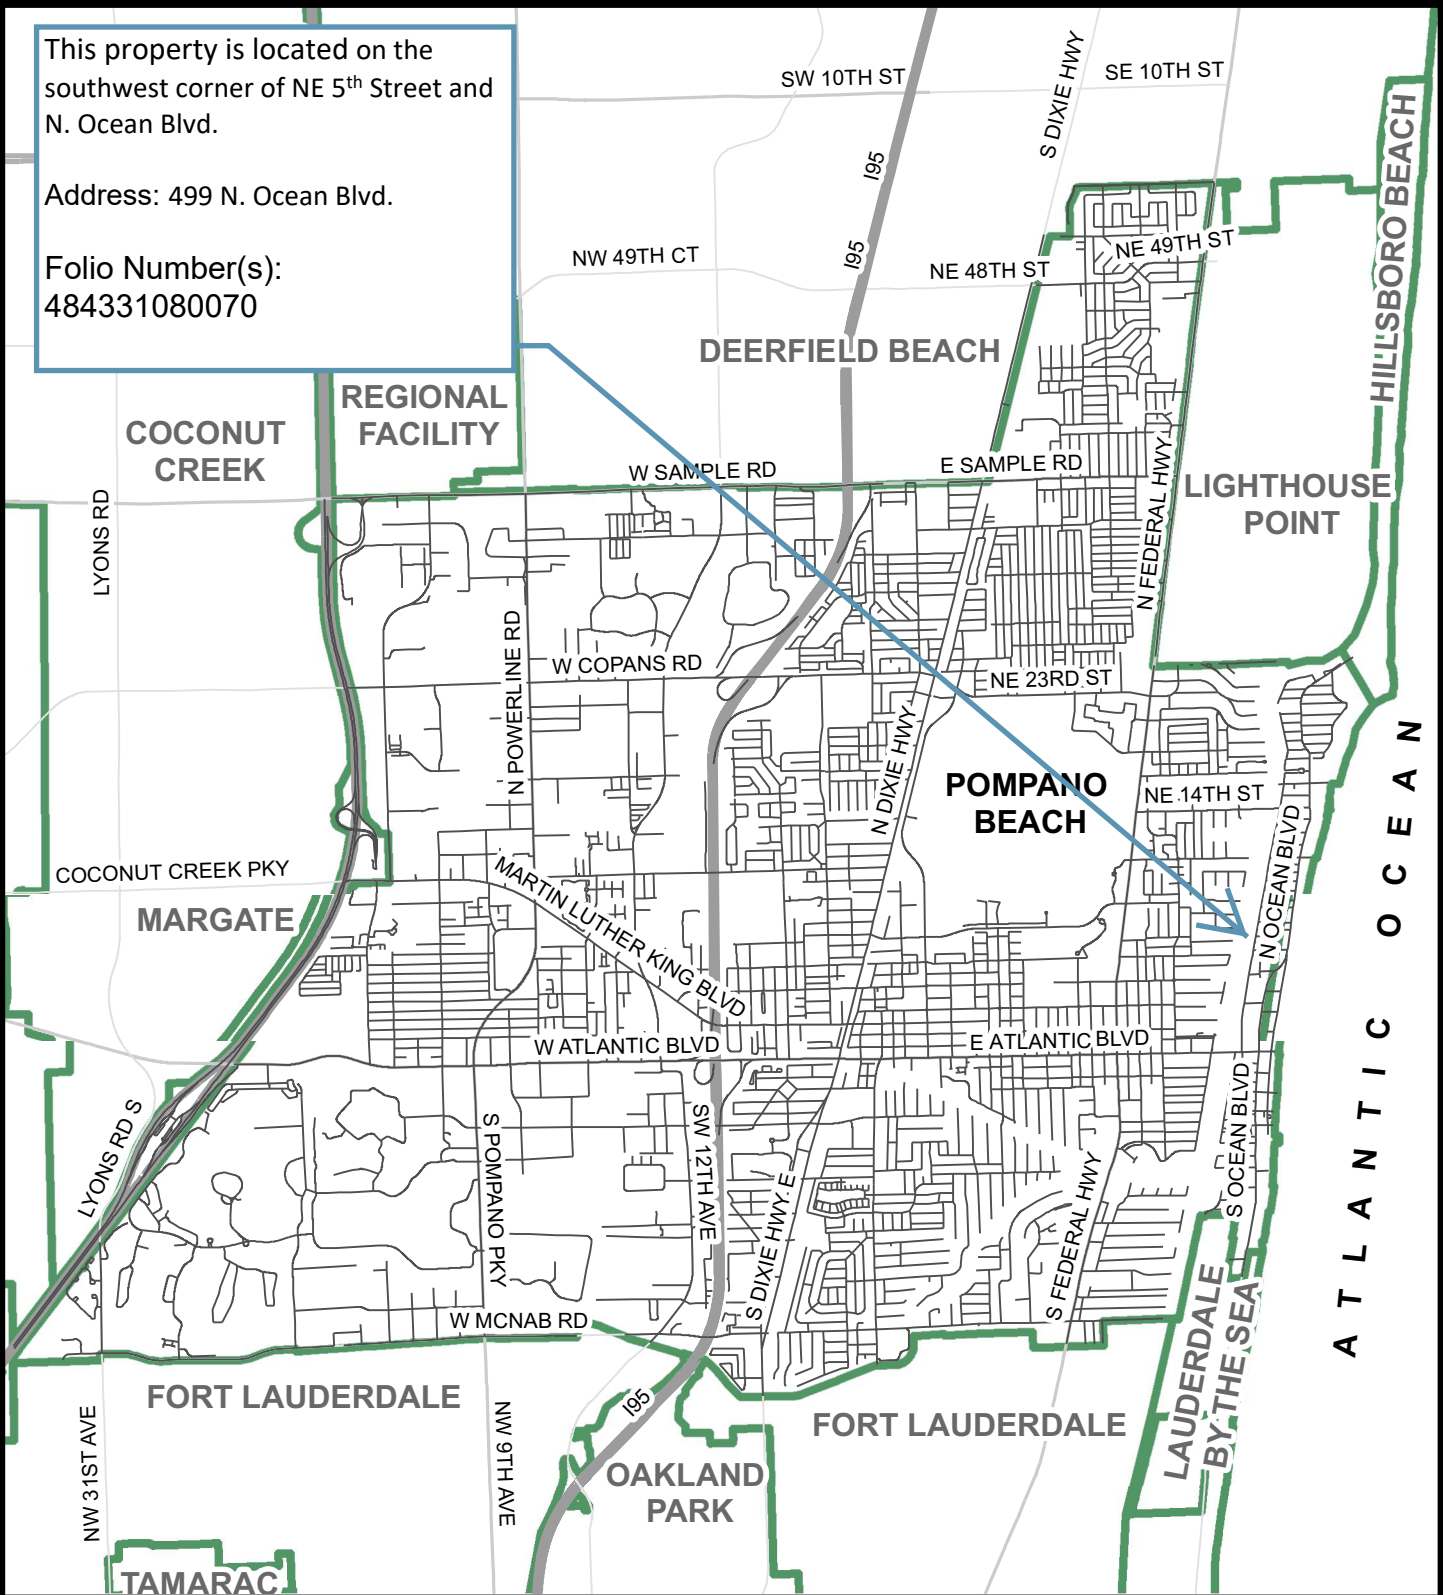 This property is located on the
southwest corner of NE 5th Street and
N. Ocean Blvd.
Address: 499 N. Ocean Blvd.
Folio Number(s):
484331080070
SW 10TH ST
SE 10TH ST
S DIXIE HWY
I95
I95
HILLSBORO BEACH
NW 49TH CT
NE 48TH ST
NE 49TH ST
DEERFIELD BEACH
REGIONAL
FACILITY
COCONUT
CREEK
W SAMPLE RD
E SAMPLE RD
LYONS RD
N FEDERAL HWY
LIGHTHOUSE
POINT
N POWERLINE RD
W COPANS RD
NE 23RD ST
N DIXIE HWY
POMPANO
BEACH
NE 14TH ST
N OCEAN BLVD
COCONUT CREEK PKY
MARTIN LUTHER KING BLVD
MARGATE
ATLANTIC OCEAN
W ATLANTIC BLVD
E ATLANTIC BLVD
LYONS RD S
S POMPANO PKY
SW 12TH AVE
S DIXIE HWY E
S FEDERAL HWY
S OCEAN BLVD
W MCNAB RD
LAUDERDALE
BY THE SEA
FORT LAUDERDALE
FORT LAUDERDALE
NW 31ST AVE
NW 9TH AVE
I95
OAKLAND
PARK
TAMARAC